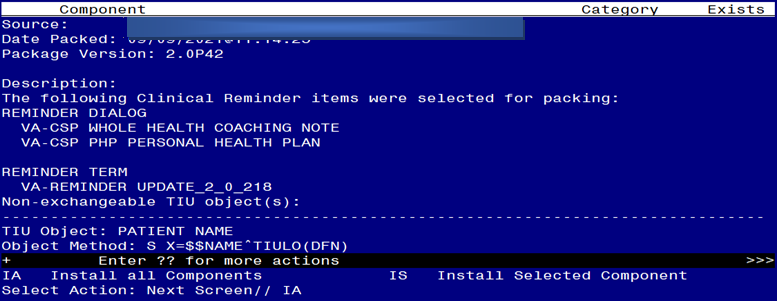 Component Category Exists
Source:
Date Packed: 09/09/2021@11:14:25
Package Version: 2.0P42
Description:
The following Clinical Reminder items were selected for packing:
REMINDER DIALOG
VA-CSP WHOLE HEALTH COACHING NOTE
VA-CSP PHP PERSONAL HEALTH PLAN
REMINDER TERM
VA-REMINDER UPDATE_2_0_218
Non-exchangeable TIU object(s):
--------------------------------------------------------------------------------
TIU Object: PATIENT NAME
Object Method: S X=$$NAME^TIULO(DFN)
+ Enter ?? for more actions >>>
IA Install all Components IS Install Selected Component
Select Action: Next Screen// IA